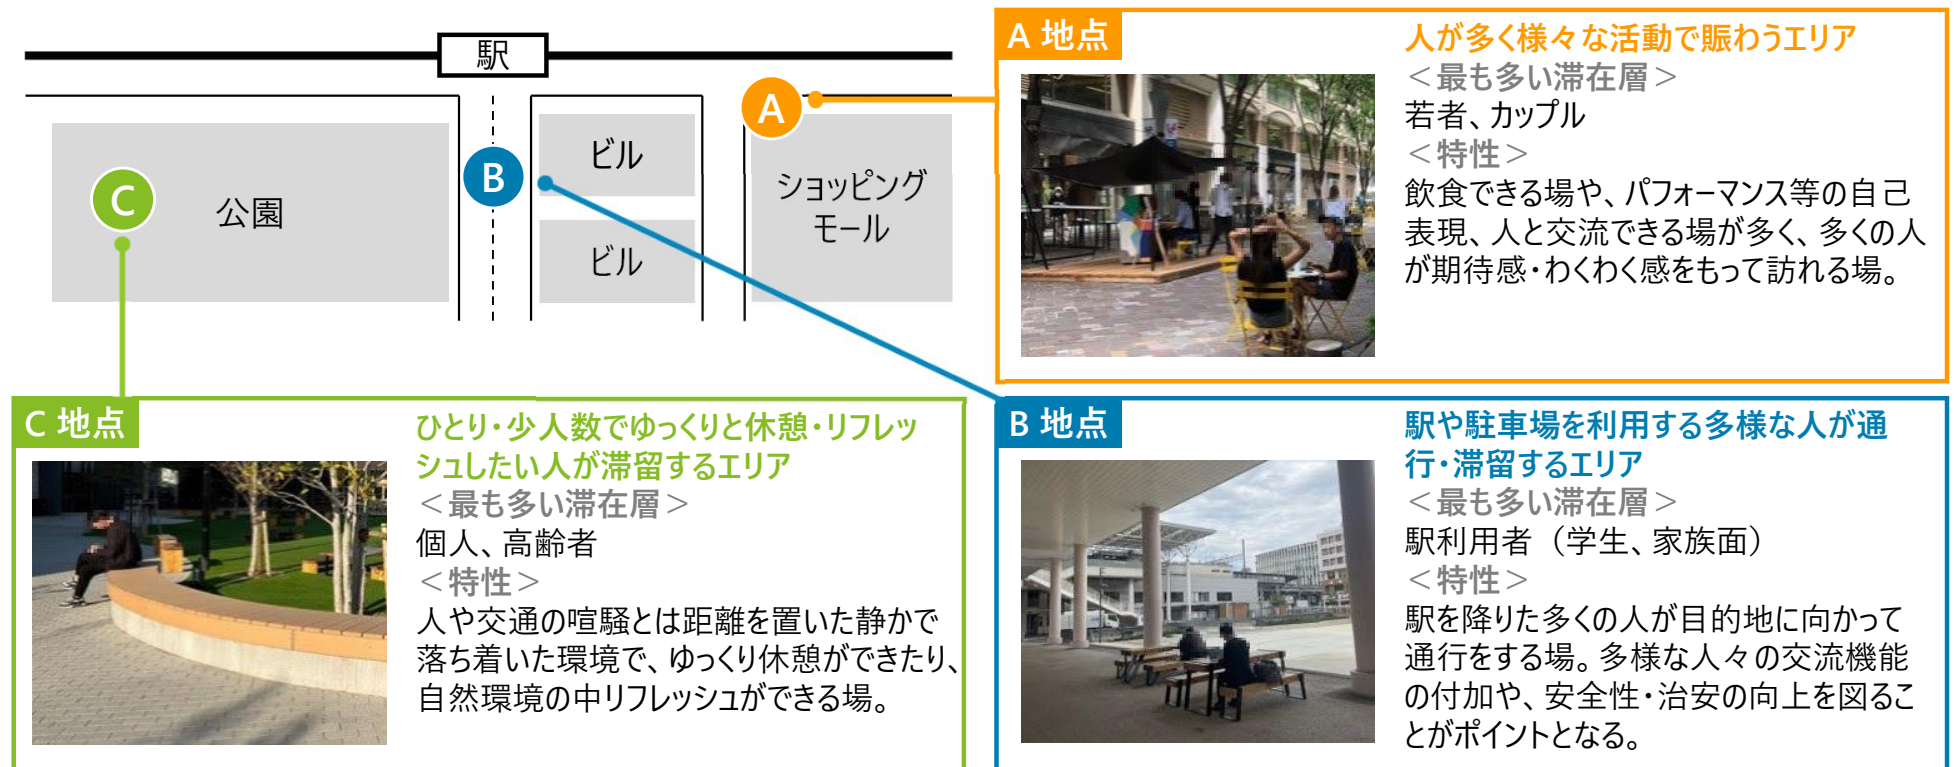 駅
A
B
C
ビル
ビル
公園
ショッピング
モール
A 地点
人が多く様々な活動で賑わうエリア
＜最も多い滞在層＞
若者、カップル
＜特性＞
飲食できる場や、パフォーマンス等の自己
表現、人と交流できる場が多く、多くの人
が期待感・わくわく感をもって訪れる場。
C 地点
ひとり・少人数でゆっくりと休憩・リフレッ
シュしたい人が滞留するエリア
＜最も多い滞在層＞
個人、高齢者
＜特性＞
人や交通の喧騒とは距離を置いた静かで
落ち着いた環境で、ゆっくり休憩ができたり、
自然環境の中リフレッシュができる場。
B 地点
駅や駐車場を利用する多様な人が通
行・滞留するエリア
＜最も多い滞在層＞
駅利用者（学生、家族面）
＜特性＞
駅を降りた多くの人が目的地に向かって
通行をする場。多様な人々の交流機能
の付加や、安全性・治安の向上を図るこ
とがポイントとなる。